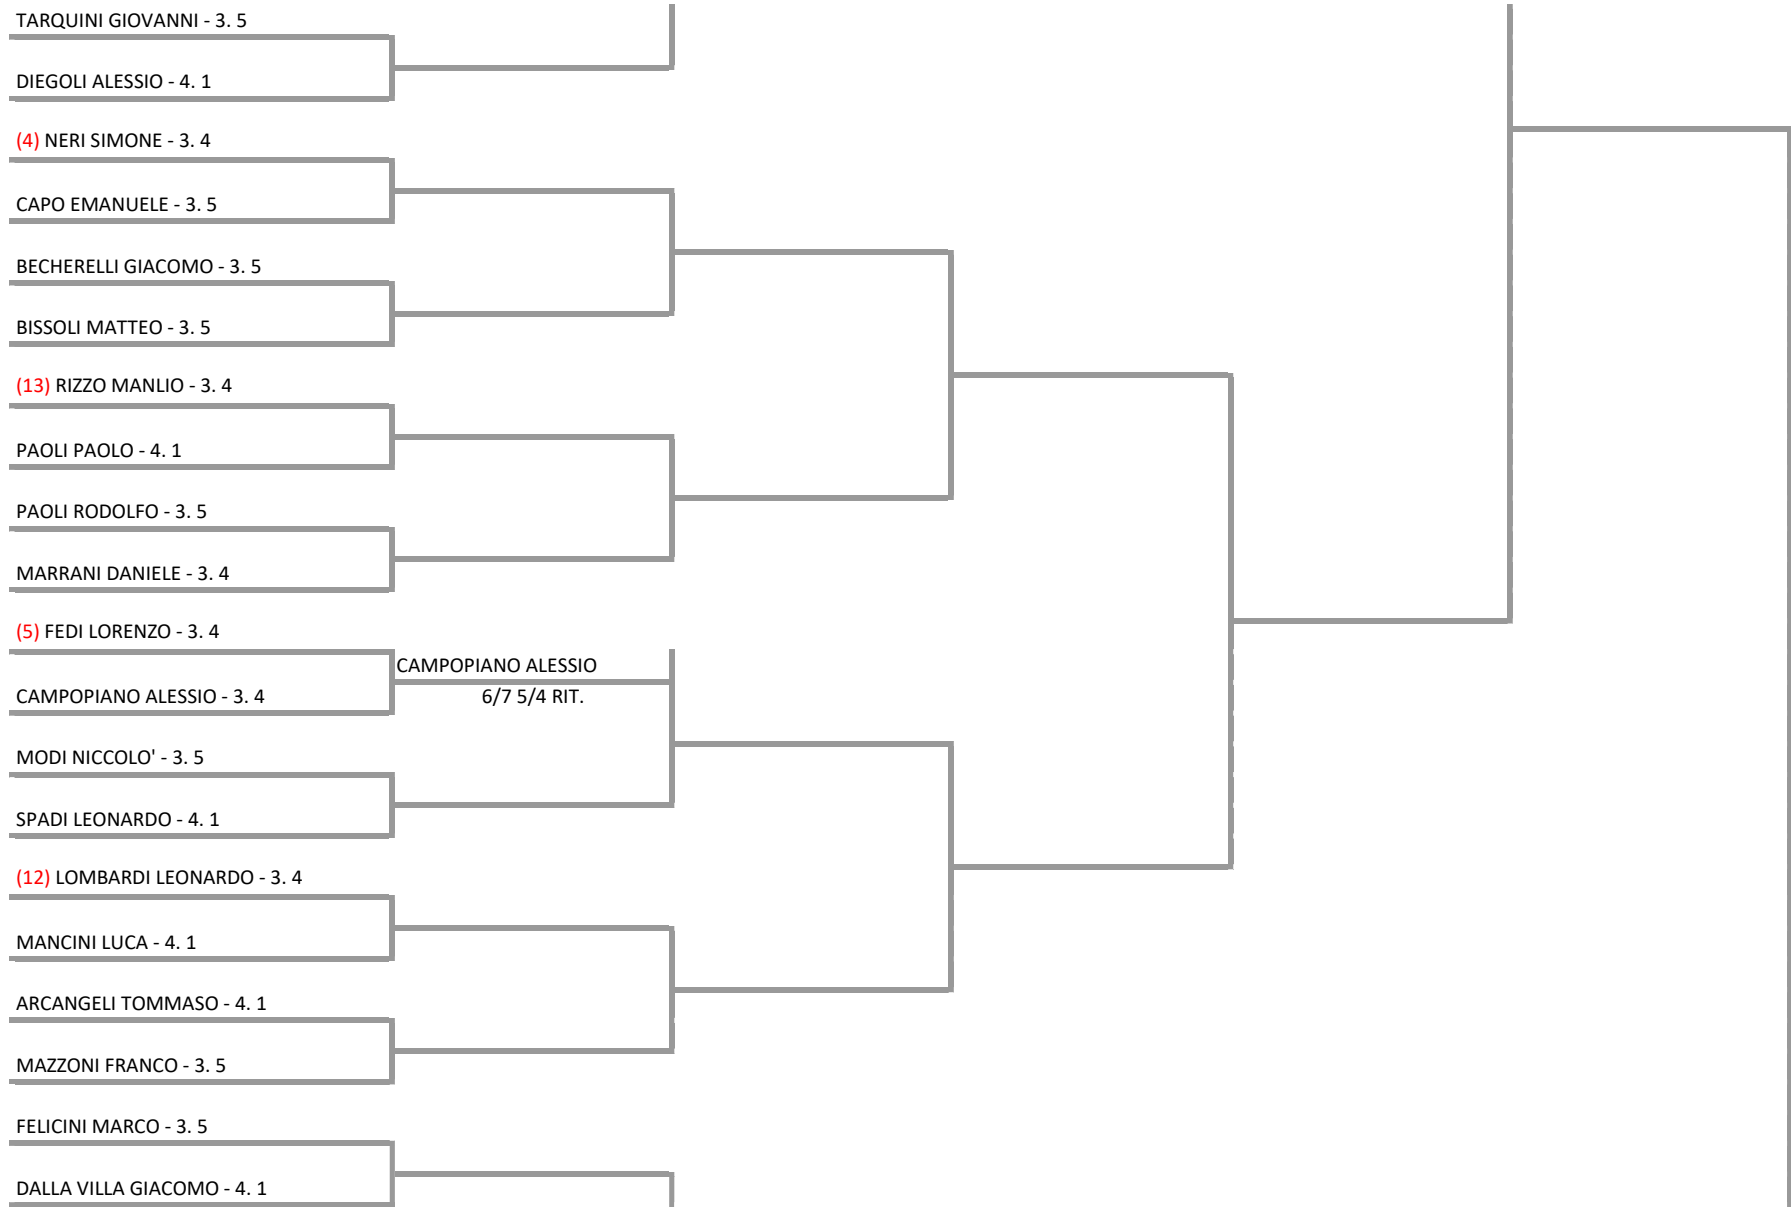 TARQUINI GIOVANNI - 3. 5
DIEGOLI ALESSIO - 4. 1
(4) NERI SIMONE - 3. 4
CAPO EMANUELE - 3. 5
BECHERELLI GIACOMO - 3. 5
BISSOLI MATTEO - 3. 5
(13) RIZZO MANLIO - 3. 4
PAOLI PAOLO - 4. 1
PAOLI RODOLFO - 3. 5
MARRANI DANIELE - 3. 4
(5) FEDI LORENZO - 3. 4
CAMPOPIANO ALESSIO
CAMPOPIANO ALESSIO - 3. 4
6/7 5/4 RIT.
MODI NICCOLO' - 3. 5
SPADI LEONARDO - 4. 1
(12) LOMBARDI LEONARDO - 3. 4
MANCINI LUCA - 4. 1
ARCANGELI TOMMASO - 4. 1
MAZZONI FRANCO - 3. 5
FELICINI MARCO - 3. 5
DALLA VILLA GIACOMO - 4. 1